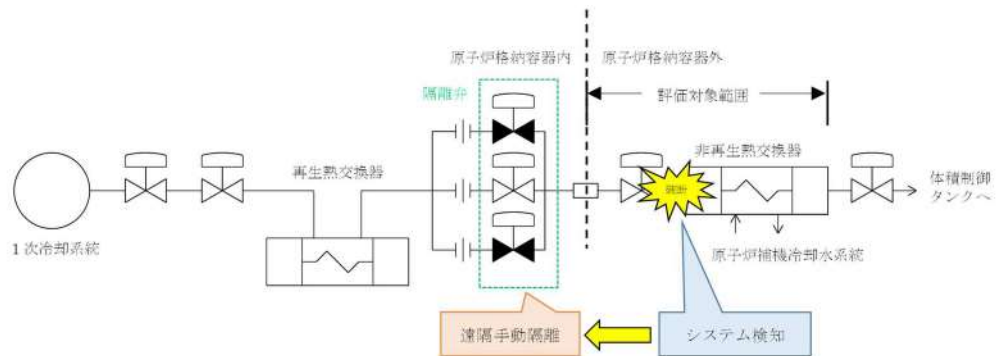 原子炉格納容器内
原子炉格納容器外
隔離弁
評価対象範囲
再生熱交換器
非再生熱交換器
破断
体積制御
タンクへ
1次冷却系統
原子炉補機冷却水系統
遠隔手動隔離
システム検知